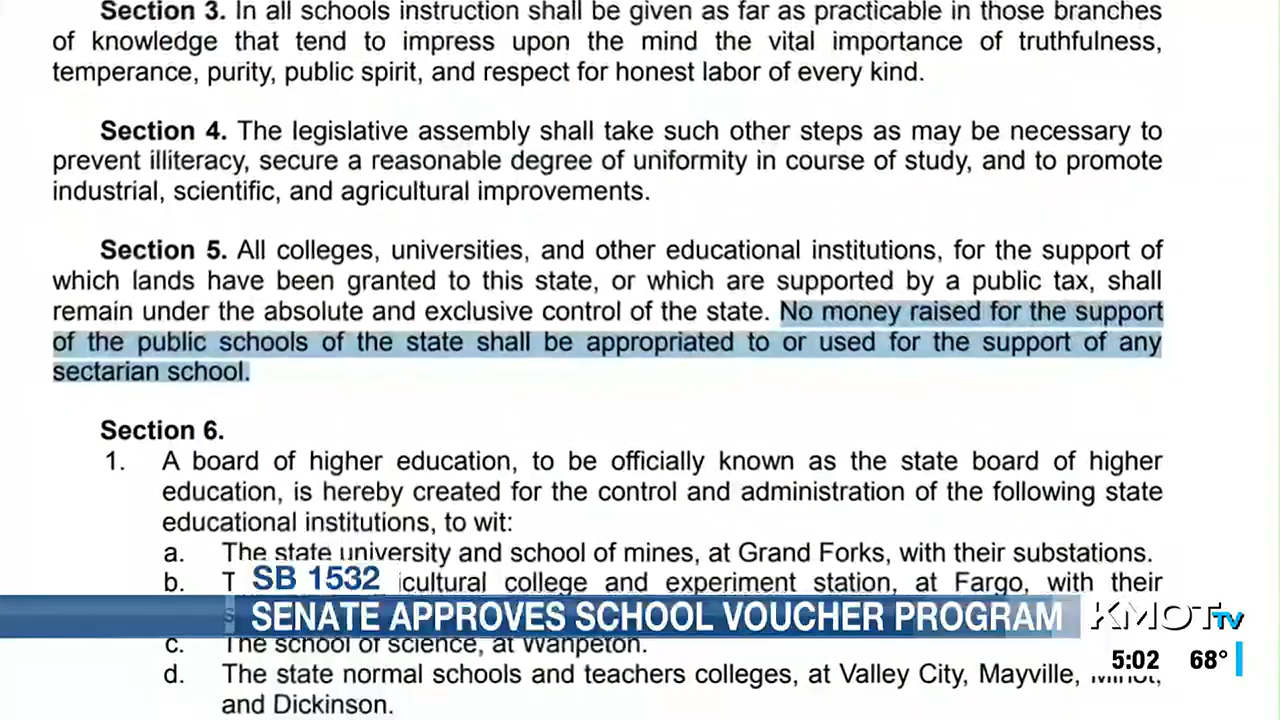 Section 3. In all schools instruction shall be given as far as practicable in those branches
of knowledge that tend to impress upon the mind the vital importance of truthfulness,
temperance, purity, public spirit, and respect for honest labor of every kind.
Section 4. The legislative assembly shall take such other steps as may be necessary to
prevent illiteracy, secure a reasonable degree of uniformity in course of study, and to promote
industrial, scientific, and agricultural improvements.
Section 5. All colleges, universities, and other educational institutions, for the support of
which lands have been granted to this state, or which are supported by a public tax, shall
remain under the absolute and exclusive control of the state. No money raised for the support
of the public schools of the state shall be appropriated to or used for the support of any
sectarian school.
Section 6.
1. A board of higher education, to be officially known as the state board of higher
education, is hereby created for the control and administration of the following state
educational institutions, to wit:
a. The state university and school of mines, at Grand Forks, with their substations.
b. T icultural college and experiment station, at Fargo, with their
SB 1532
SENATE APPROVES SCHOOL VOUCHER PROGRAM
KMOT TV
c. The school of science, at Wahpeton.
5:02 68°
d. The state normal schools and teachers colleges, at Valley City, Mayville, Minot,
and Dickinson.